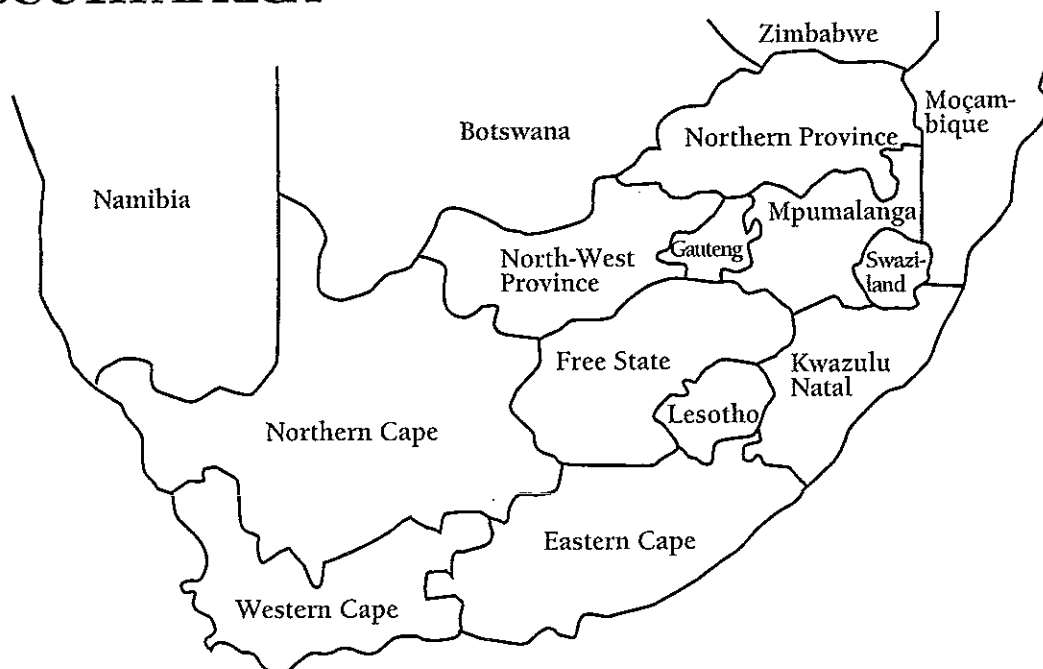 Zimbabwe
Moçam-
bique
Botswana
Northern Province
Namibia
Mpumalanga
Gauteng
North-West
Province
Swazi-
land
Free State
Kwazulu
Natal
Lesotho
Northern Cape
Eastern Cape
Western Cape